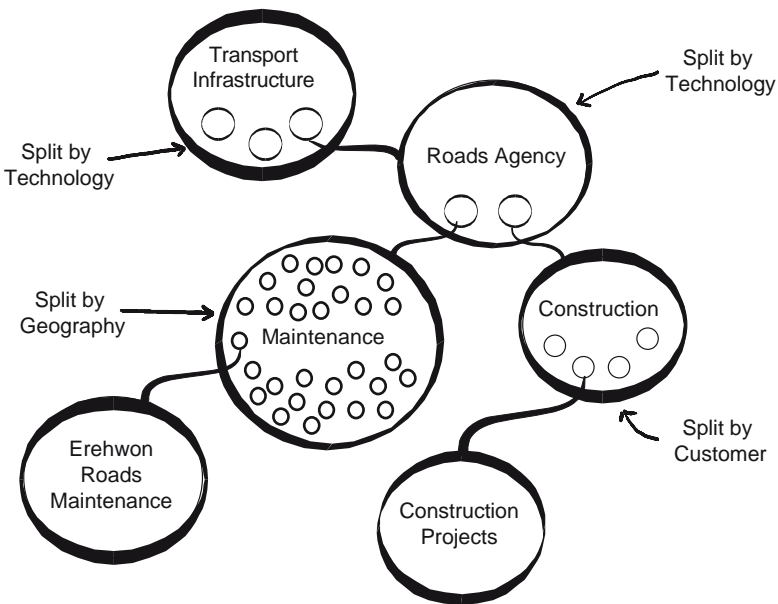 Transport
Infrastructure
Split by
Technology
Roads Agency
Split by
Technology
Split by
Geography
Maintenance
Construction
Split by
Customer
Erehwon
Roads
Maintenance
Construction
Projects